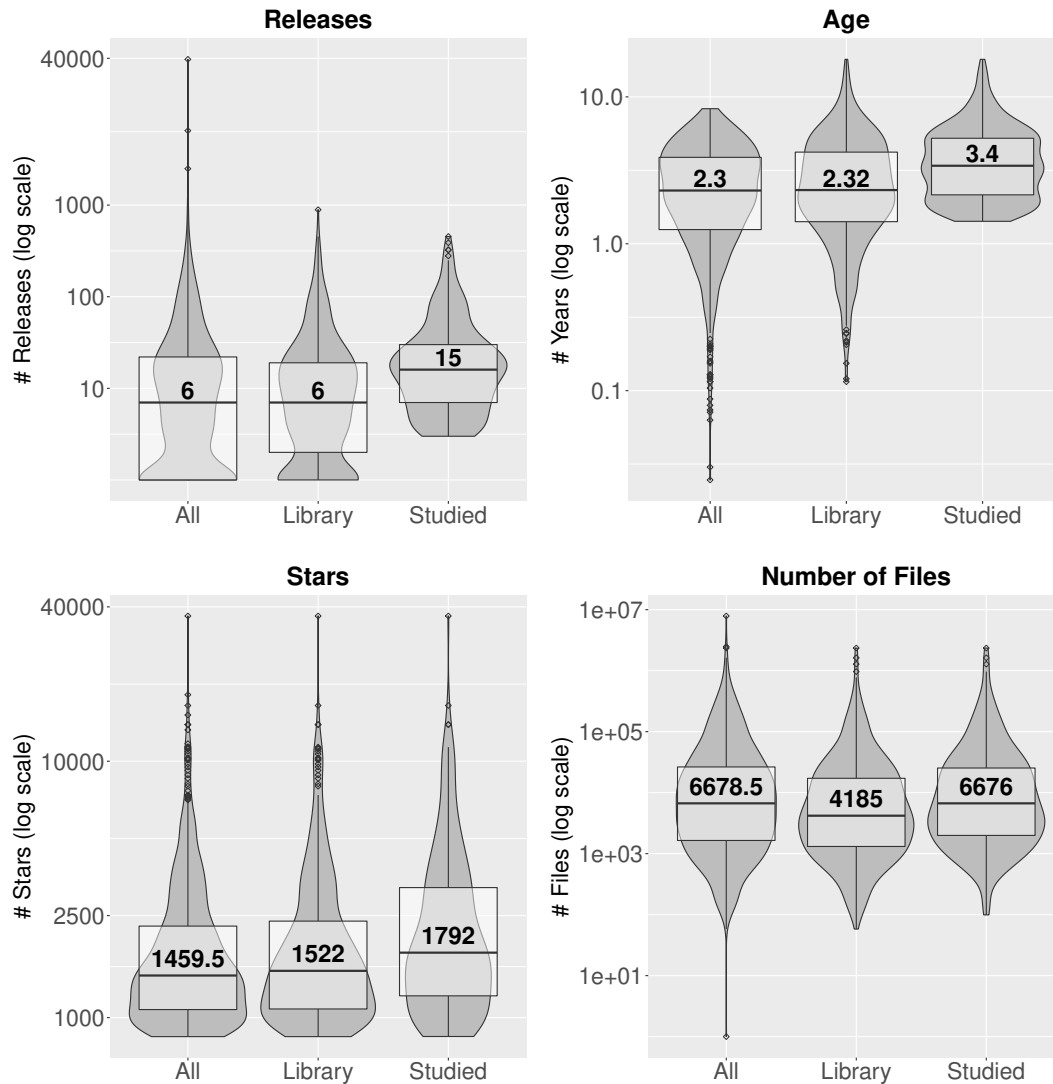 Releases
# Releases (log scale)
40000
1000
100
10
6
6
15
All
Library
Studied
Age
# Years (log scale)
10.0
1.0
0.1
2.3
2.32
3.4
All
Library
Studied
Stars
# Stars (log scale)
40000
10000
2500
1000
1459.5
1522
1792
All
Library
Studied
Number of Files
# Files (log scale)
1e+07
1e+05
1e+03
1e+01
6678.5
4185
6676
All
Library
Studied